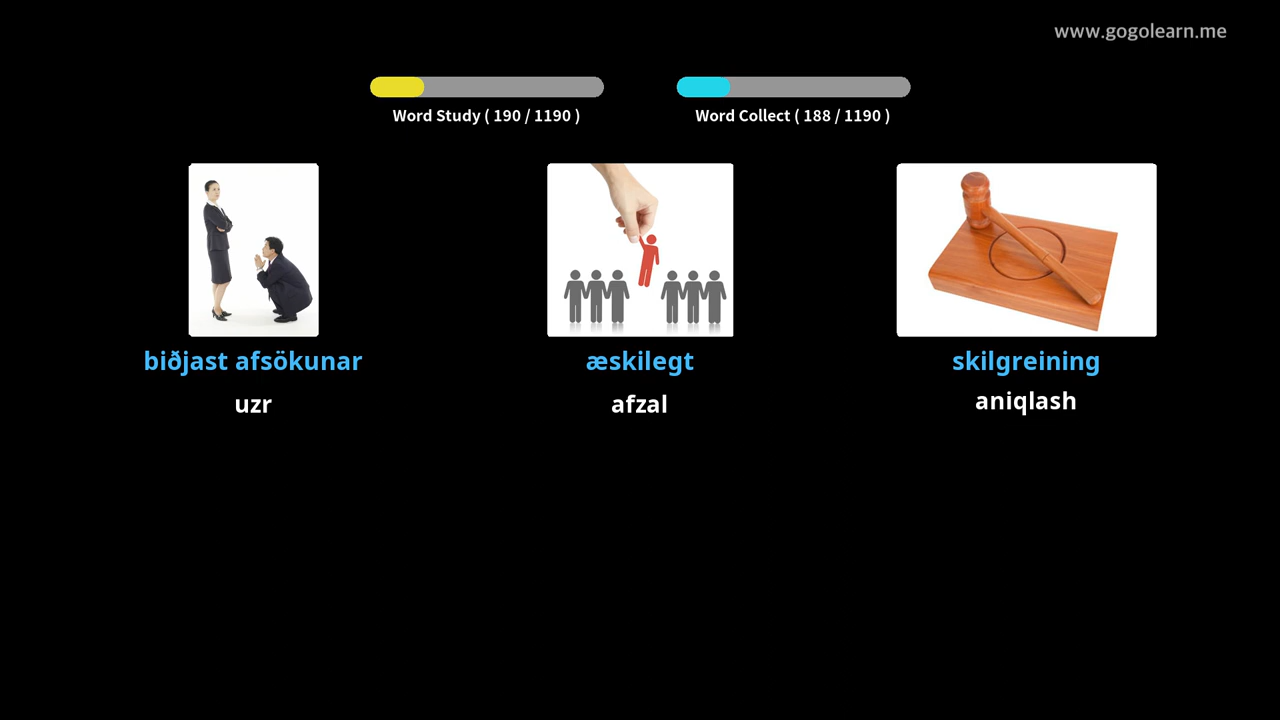 www.gogolearn.me
Word Study ( 190 / 1190 )
Word Collect ( 188 / 1190 )
biðjast afsökunar
æskilegt
skilgreining
uzr
afzal
aniqlash